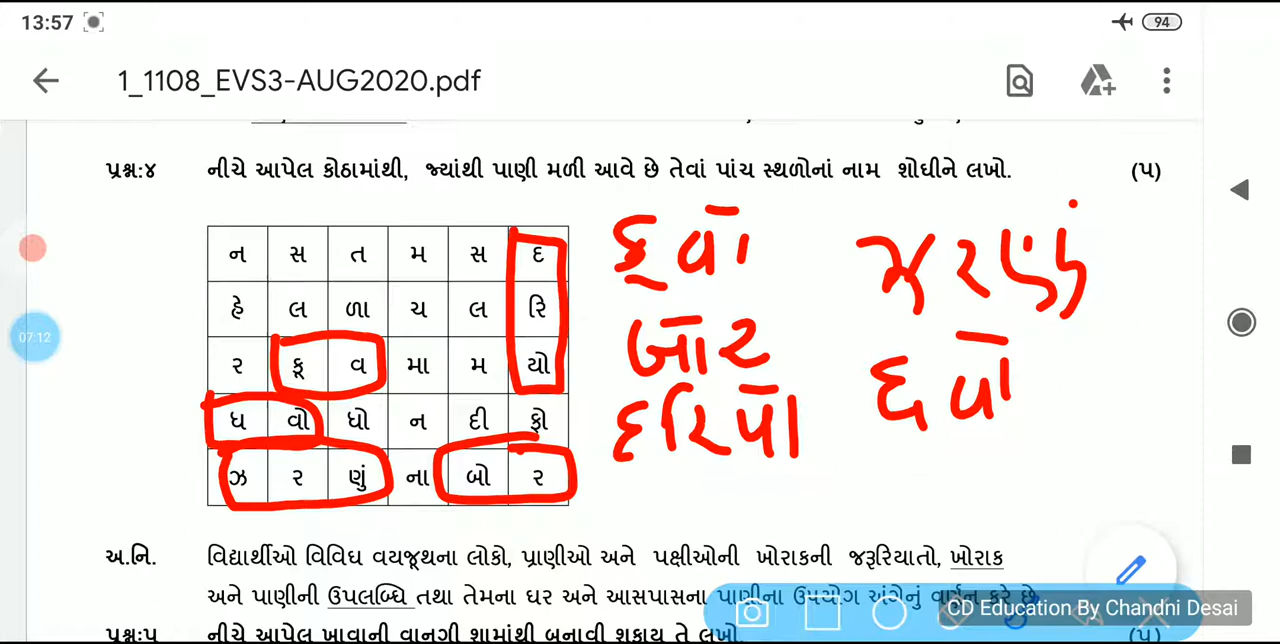 13:57
94
1_1108_EVS3-AUG2020.pdf
પ્રશ્ન:૪ નીચે આપેલ કોઠામાંથી, જ્યાંથી પાણી મળી આવે છે તેવાં પાંચ સ્થળોનાં નામ શોધીને લખો. (૫)
ન સ ત મ સ દ
હે લ ળા ચ લ રિ
ર કૂ વ મા મ યો
ધ વો ધો ન દી ફો
ઝ ર ણું ના બો ર
કૂવો
બોર
દરિયો
ઝરણું
ધવો
07:12
અ.નિ. વિદ્યાર્થીઓ વિવિધ વયજૂથના લોકો, પ્રાણીઓ અને પક્ષીઓની ખોરાકની જરૂરિયાતો, ખોરાક
અને પાણીની ઉપલબ્ધિ તથા તેમના ઘર અને આસપાસના પાણીના ઉપયોગ અંગેનું વર્ણન કરે છે
પ્રશ્ન:૫ નીચે આપેલ ખાવાની વાનગી શામાંથી બનાવી શકાય તે લખો. (૫)
CD Education By Chandni Desai